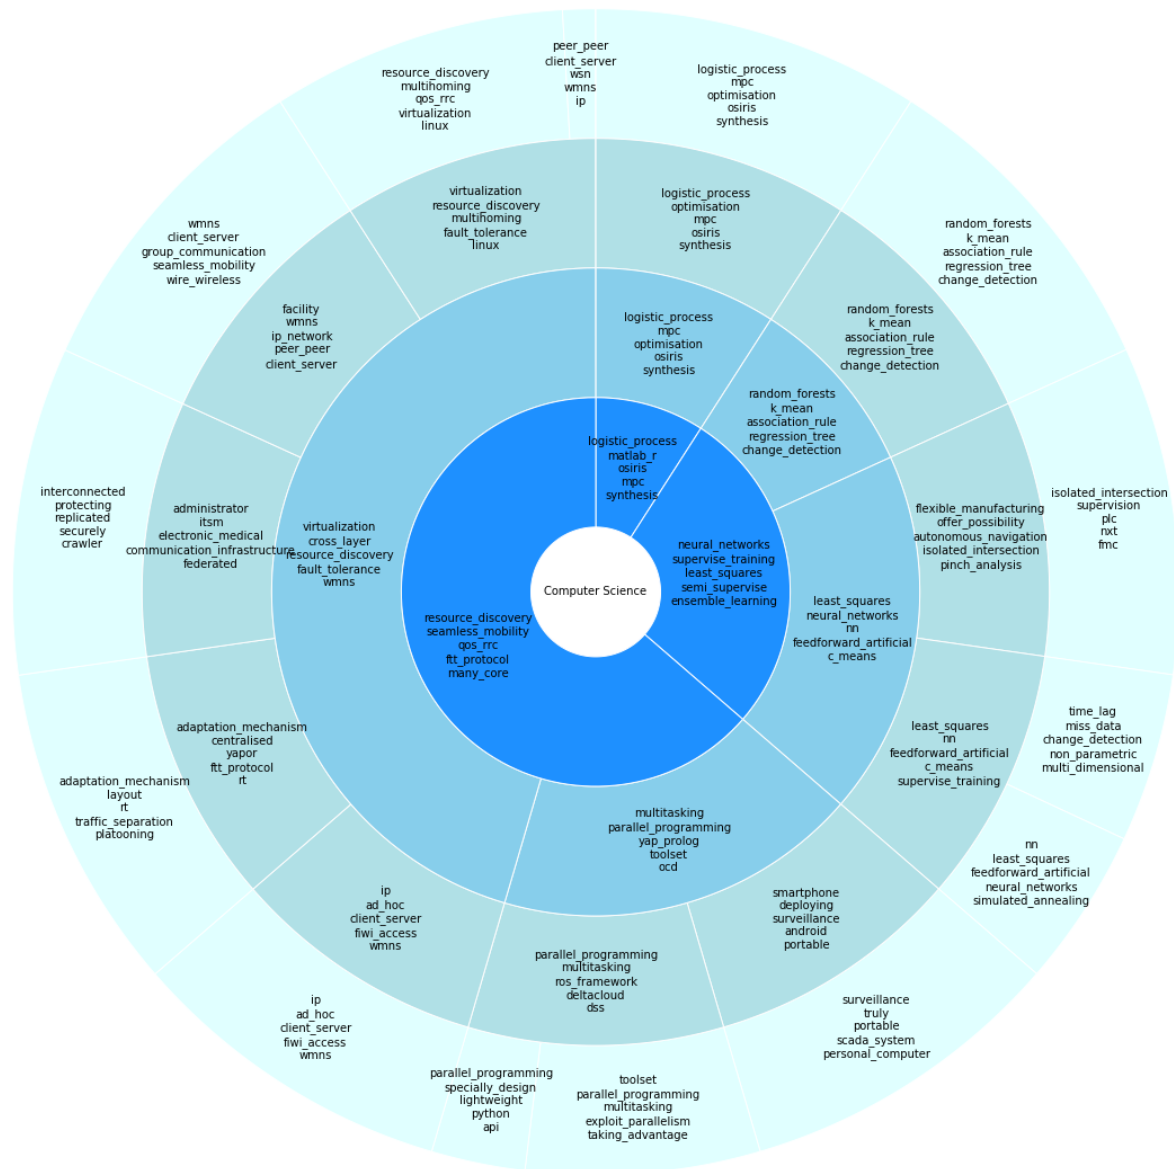 peer_peer
client_server
wsn
wmns
ip
logistic_process
mpc
optimisation
osiris
synthesis
random_forests
k_mean
association_rule
regression_tree
change_detection
isolated_intersection
supervision
plc
nxt
fmc
time_lag
miss_data
change_detection
non_parametric
multi_dimensional
nn
least_squares
feedforward_artificial
neural_networks
simulated_annealing
surveillance
truly
portable
scada_system
personal_computer
toolset
parallel_programming
multitasking
exploit_parallelism
taking_advantage
parallel_programming
specially_design
lightweight
python
api
ip
ad_hoc
client_server
fiwi_access
wmns
adaptation_mechanism
layout
rt
traffic_separation
platooning
interconnected
protecting
replicated
securely
crawler
wmns
client_server
group_communication
seamless_mobility
wire_wireless
resource_discovery
multihoming
qos_rrc
virtualization
linux
virtualization
resource_discovery
multihoming
fault_tolerance
linux
logistic_process
optimisation
mpc
osiris
synthesis
random_forests
k_mean
association_rule
regression_tree
change_detection
flexible_manufacturing
offer_possibility
autonomous_navigation
isolated_intersection
pinch_analysis
least_squares
nn
feedforward_artificial
c_means
supervise_training
smartphone
deploying
surveillance
android
portable
parallel_programming
multitasking
ros_framework
deltacloud
dss
ip
ad_hoc
client_server
fiwi_access
wmns
adaptation_mechanism
centralised
yapor
ftt_protocol
rt
administrator
itsm
electronic_medical
communication_infrastructure
federated
facility
wmns
ip_network
peer_peer
client_server
logistic_process
mpc
optimisation
osiris
synthesis
random_forests
k_mean
association_rule
regression_tree
change_detection
least_squares
neural_networks
nn
feedforward_artificial
c_means
multitasking
parallel_programming
yap_prolog
toolset
ocd
virtualization
cross_layer
resource_discovery
fault_tolerance
wmns
logistic_process
matlab_r
osiris
mpc
synthesis
neural_networks
supervise_training
least_squares
semi_supervise
ensemble_learning
resource_discovery
seamless_mobility
qos_rrc
ftt_protocol
many_core
Computer Science